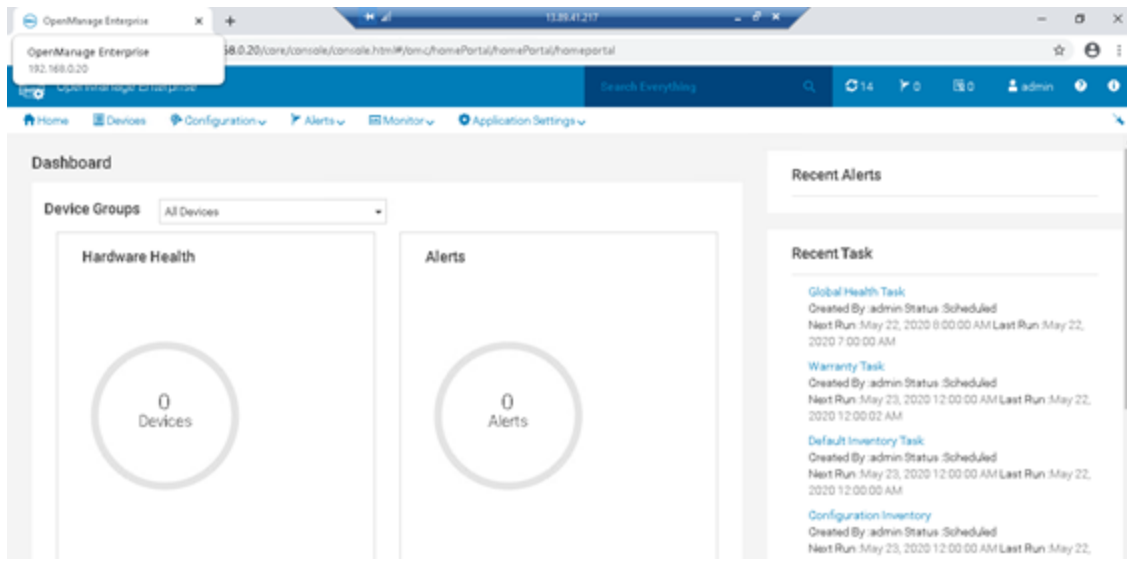 OpenManage Enterprise
13.89.41.217
OpenManage Enterprise
192.168.0.20
58.0.20/core/console/console.html#/omc/homePortal/homePortal/homeportal
OpenManage Enterprise
Search Everything
14
0
0
admin
Home
Devices
Configuration
Alerts
Monitor
Application Settings
Dashboard
Device Groups
All Devices
Hardware Health
0
Devices
Alerts
0
Alerts
Recent Alerts
Recent Task
Global Health Task
Created By :admin Status :Scheduled
Next Run :May 22, 2020 8:00:00 AM Last Run :May 22,
2020 7:00:00 AM
Warranty Task
Created By :admin Status :Scheduled
Next Run :May 23, 2020 12:00:00 AM Last Run :May 22,
2020 12:00:02 AM
Default Inventory Task
Created By :admin Status :Scheduled
Next Run :May 23, 2020 12:00:00 AM Last Run :May 22,
2020 12:00:00 AM
Configuration Inventory
Created By :admin Status :Scheduled
Next Run :May 23, 2020 12:00:00 AM Last Run :May 22,